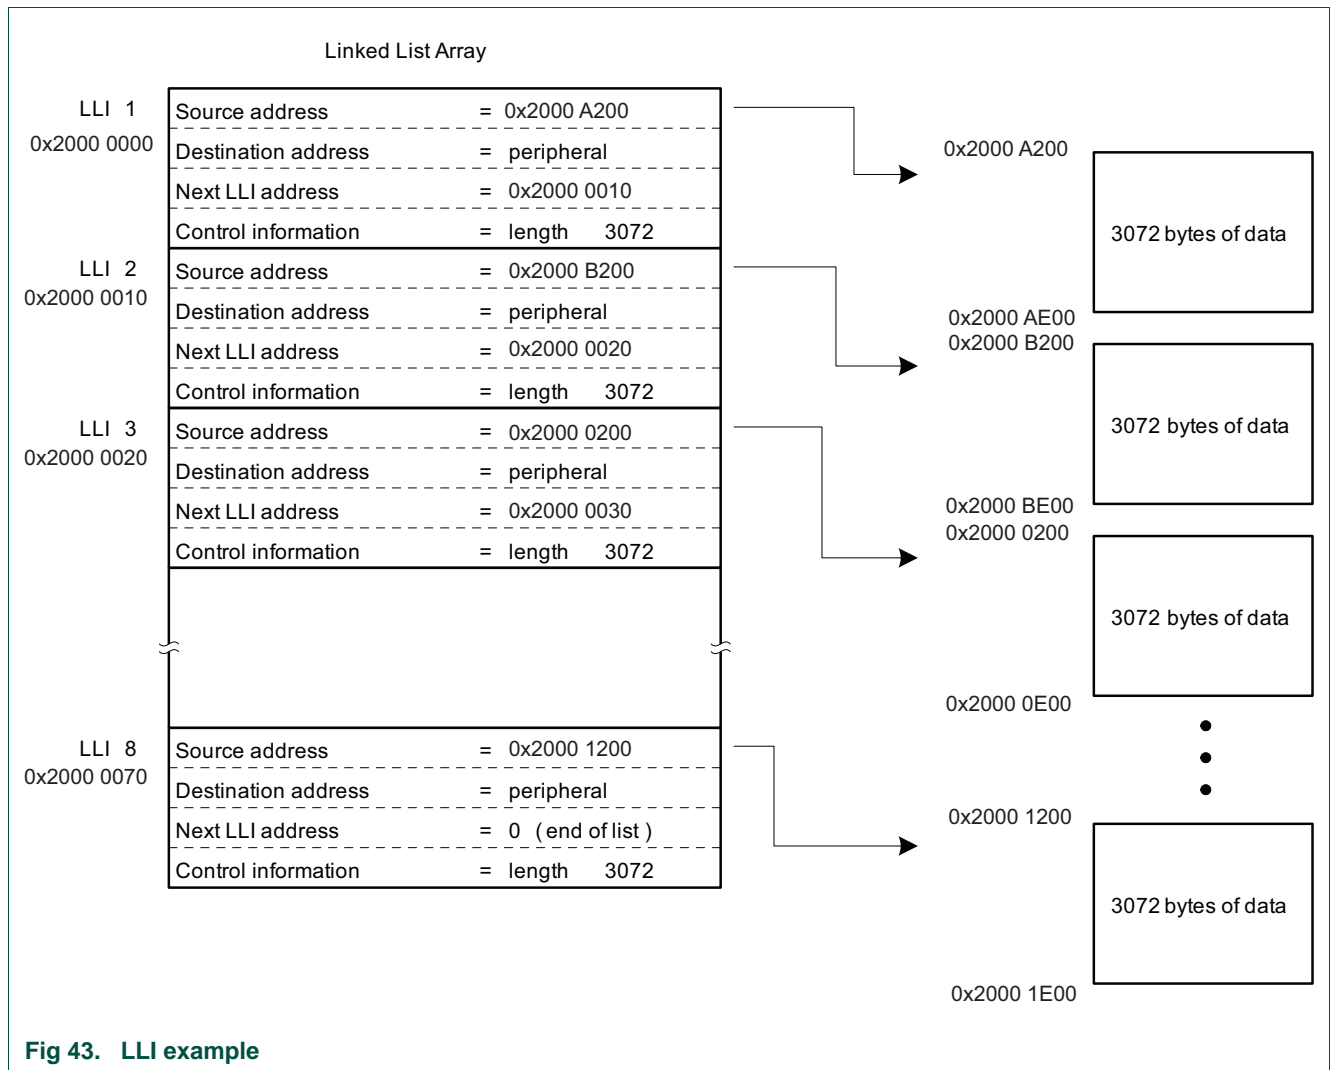 Linked List Array
LLI 1
0x2000 0000
Source address = 0x2000 A200
Destination address = peripheral
Next LLI address = 0x2000 0010
Control information = length 3072
LLI 2
0x2000 0010
Source address = 0x2000 B200
Destination address = peripheral
Next LLI address = 0x2000 0020
Control information = length 3072
LLI 3
0x2000 0020
Source address = 0x2000 0200
Destination address = peripheral
Next LLI address = 0x2000 0030
Control information = length 3072
LLI 8
0x2000 0070
Source address = 0x2000 1200
Destination address = peripheral
Next LLI address = 0 (end of list)
Control information = length 3072
0x2000 A200
3072 bytes of data
0x2000 AE00
0x2000 B200
3072 bytes of data
0x2000 BE00
0x2000 0200
3072 bytes of data
0x2000 0E00
0x2000 1200
3072 bytes of data
0x2000 1E00
Fig 43. LLI example